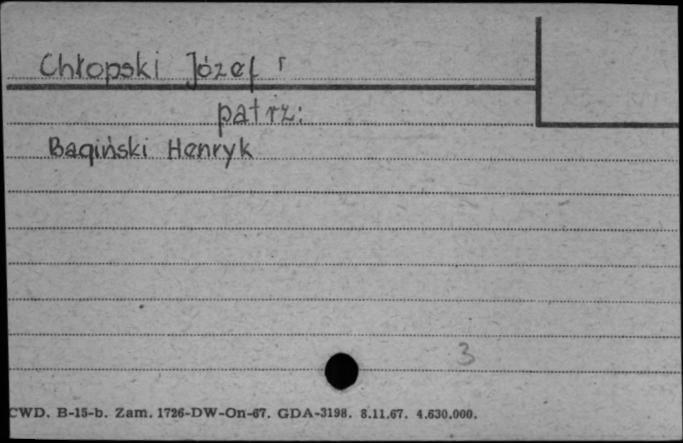 Chłopski Józef r
patrz:
Bagiński Henryk
3
CWD. B-15-b. Zam. 1726-DW-On-67. GDA-3198. 8.11.67. 4.630.000.